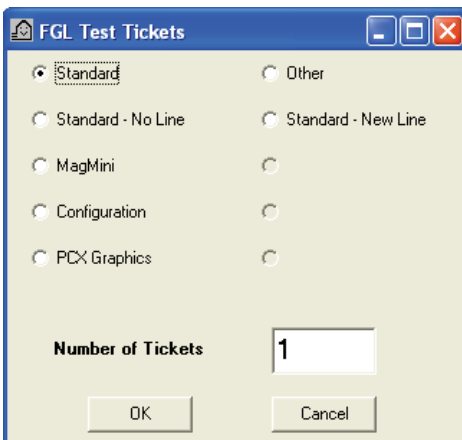 FGL Test Tickets
Standard Other
Standard - No Line Standard - New Line
MagMini
Configuration
PCX Graphics
Number of Tickets 1
OK Cancel